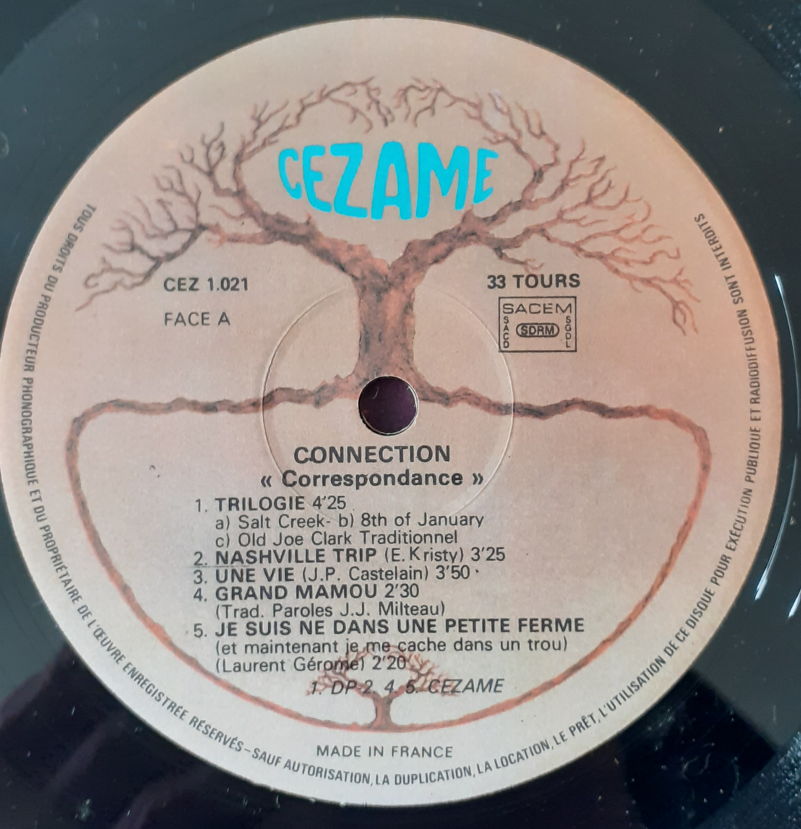 CEZAME
CEZ 1.021
33 TOURS
FACE A
SACEM
SACD
SDRM
SGDL
CONNECTION
« Correspondance »
1. TRILOGIE 4'25
a) Salt Creek- b) 8th of January
c) Old Joe Clark Traditionnel
2. NASHVILLE TRIP (E. Kristy) 3'25
3. UNE VIE (J.P. Castelain) 3'50
4. GRAND MAMOU 2'30
(Trad. Paroles J.J. Milteau)
5. JE SUIS NE DANS UNE PETITE FERME
(et maintenant je me cache dans un trou)
(Laurent Gérome) 2'20
1. DP 2. 4. 5. CEZAME
MADE IN FRANCE
TOUS DROITS DU PRODUCTEUR PHONOGRAPHIQUE ET DU PROPRIÉTAIRE DE L'ŒUVRE ENREGISTRÉE RÉSERVÉS - SAUF AUTORISATION, LA DUPLICATION, LA LOCATION, LE PRÊT, L'UTILISATION DE CE DISQUE POUR EXÉCUTION PUBLIQUE ET RADIODIFFUSION SONT INTERDITS